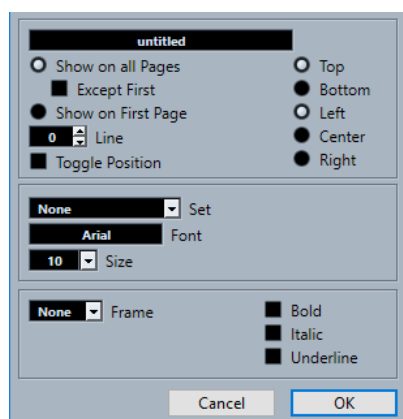 untitled
Show on all Pages Top
Except First Bottom
Show on First Page Left
0 Line Center
Toggle Position Right
None Set
Arial Font
10 Size
None Frame Bold
Italic
Underline
Cancel OK